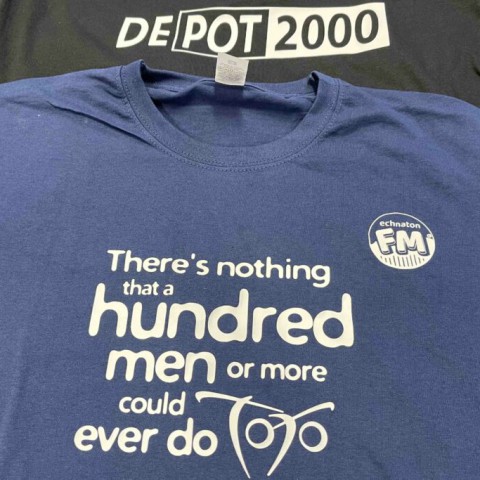 DEPOT 2000
echnaton
FM
There's nothing
that a
hundred
men or more
could
ever do TOTO